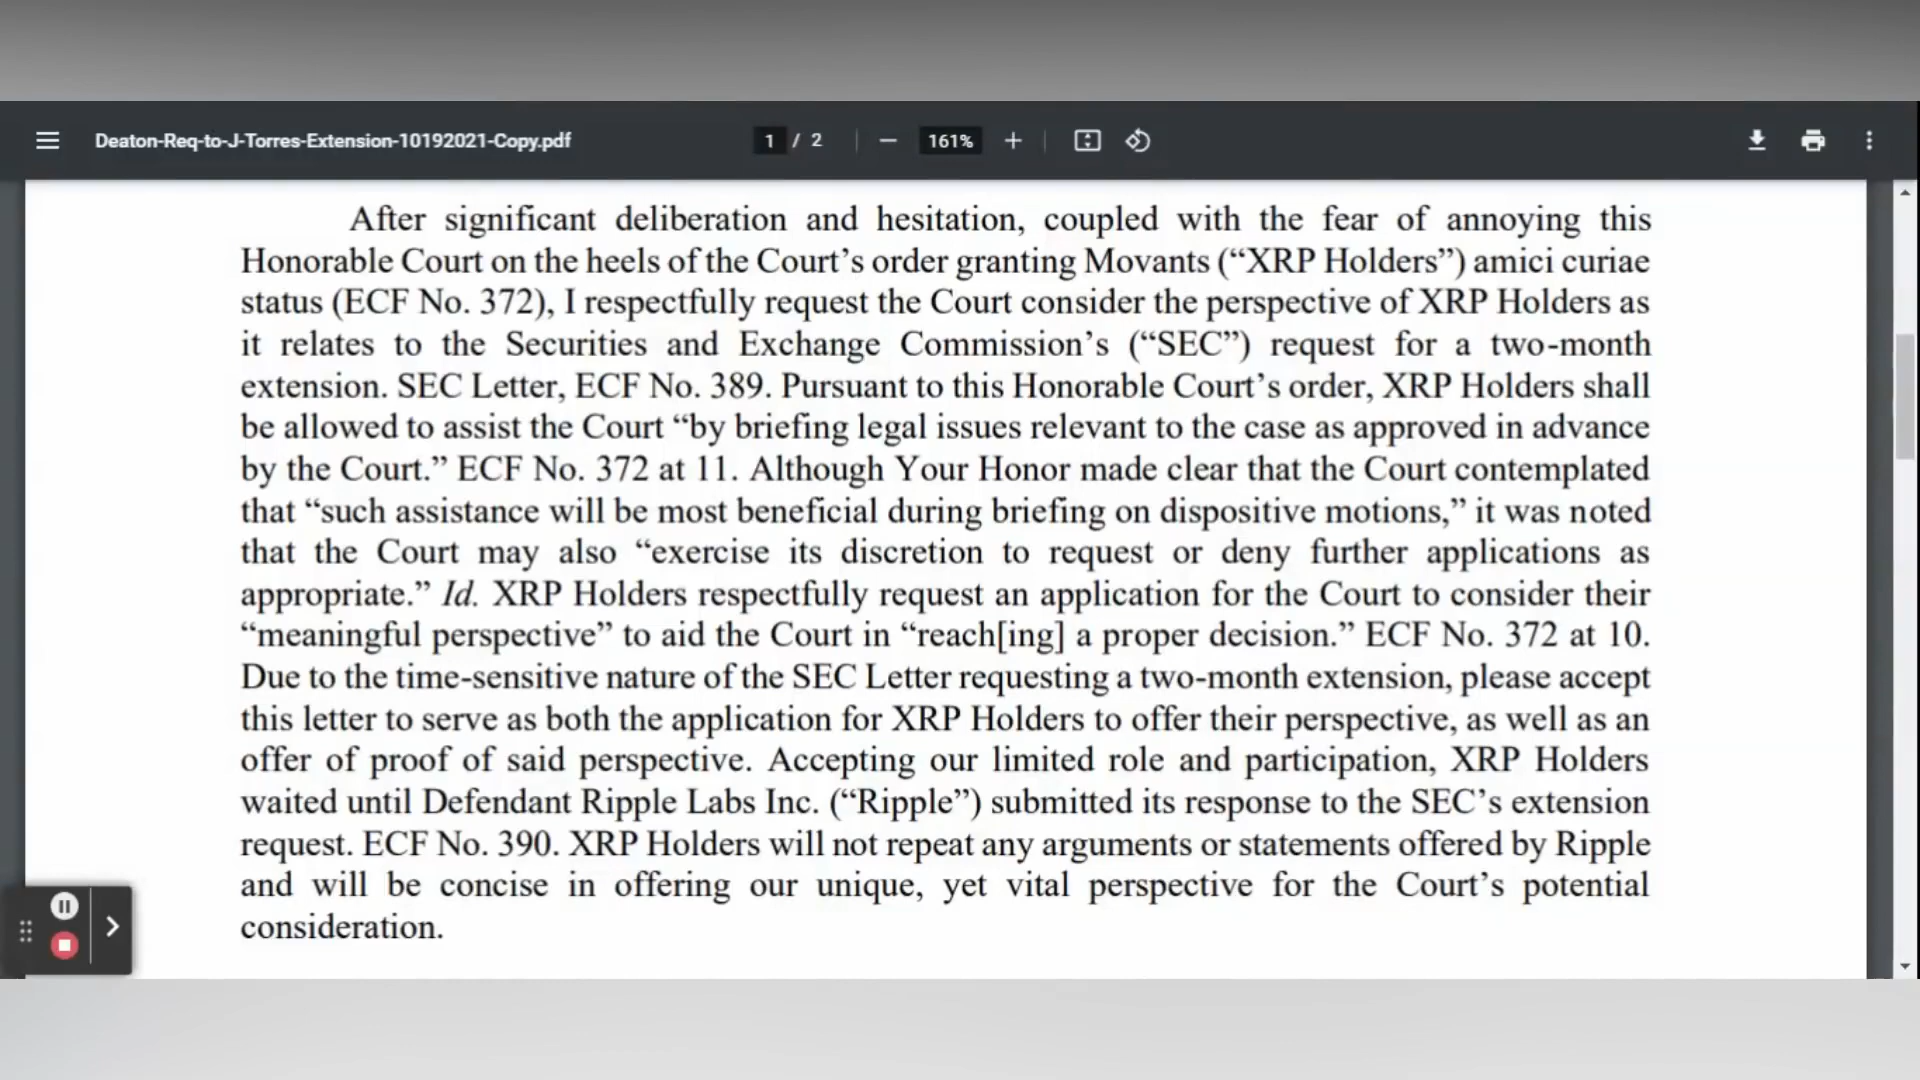 Deaton-Req-to-J-Torres-Extension-10192021-Copy.pdf
1 / 2
161%
After significant deliberation and hesitation, coupled with the fear of annoying this
Honorable Court on the heels of the Court’s order granting Movants (“XRP Holders”) amici curiae
status (ECF No. 372), I respectfully request the Court consider the perspective of XRP Holders as
it relates to the Securities and Exchange Commission’s (“SEC”) request for a two-month
extension. SEC Letter, ECF No. 389. Pursuant to this Honorable Court’s order, XRP Holders shall
be allowed to assist the Court “by briefing legal issues relevant to the case as approved in advance
by the Court.” ECF No. 372 at 11. Although Your Honor made clear that the Court contemplated
that “such assistance will be most beneficial during briefing on dispositive motions,” it was noted
that the Court may also “exercise its discretion to request or deny further applications as
appropriate.” Id. XRP Holders respectfully request an application for the Court to consider their
“meaningful perspective” to aid the Court in “reach[ing] a proper decision.” ECF No. 372 at 10.
Due to the time-sensitive nature of the SEC Letter requesting a two-month extension, please accept
this letter to serve as both the application for XRP Holders to offer their perspective, as well as an
offer of proof of said perspective. Accepting our limited role and participation, XRP Holders
waited until Defendant Ripple Labs Inc. (“Ripple”) submitted its response to the SEC’s extension
request. ECF No. 390. XRP Holders will not repeat any arguments or statements offered by Ripple
and will be concise in offering our unique, yet vital perspective for the Court’s potential
consideration.